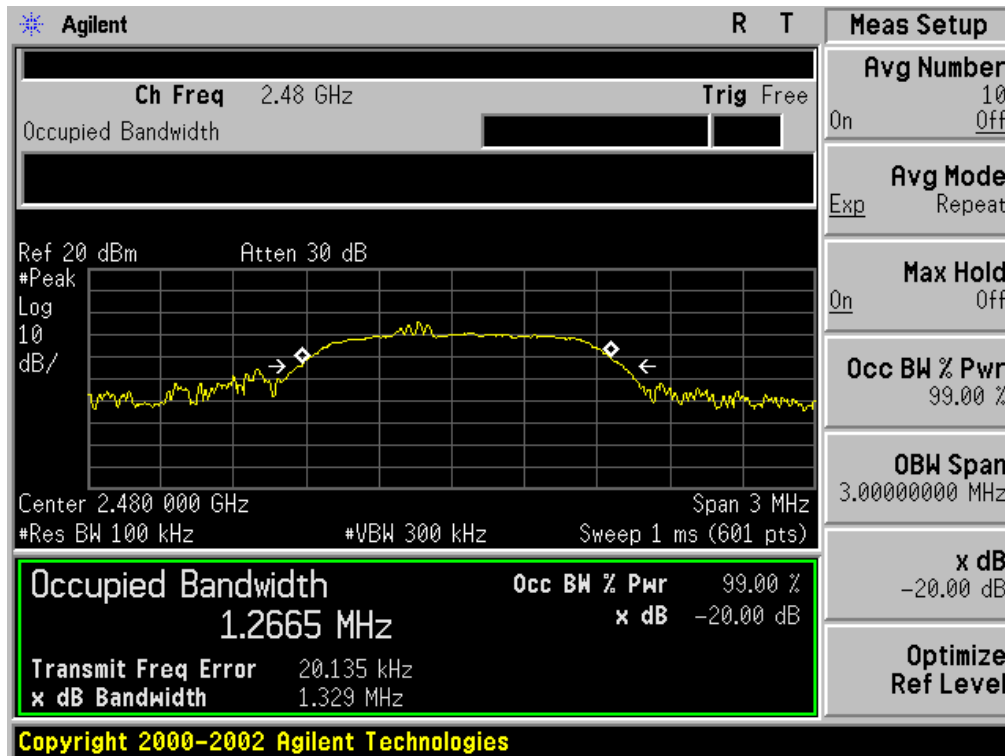 Agilent R T
Ch Freq 2.48 GHz Trig Free
Occupied Bandwidth
Ref 20 dBm Atten 30 dB
#Peak
Log
10
dB/
Center 2.480 000 GHz Span 3 MHz
#Res BW 100 kHz #VBW 300 kHz Sweep 1 ms (601 pts)
Occupied Bandwidth
1.2665 MHz
Occ BW % Pwr 99.00 %
x dB -20.00 dB
Transmit Freq Error 20.135 kHz
x dB Bandwidth 1.329 MHz
Copyright 2000-2002 Agilent Technologies
Meas Setup
Avg Number
10
On Off
Avg Mode
Exp Repeat
Max Hold
On Off
Occ BW % Pwr
99.00 %
OBW Span
3.00000000 MHz
x dB
-20.00 dB
Optimize
Ref Level